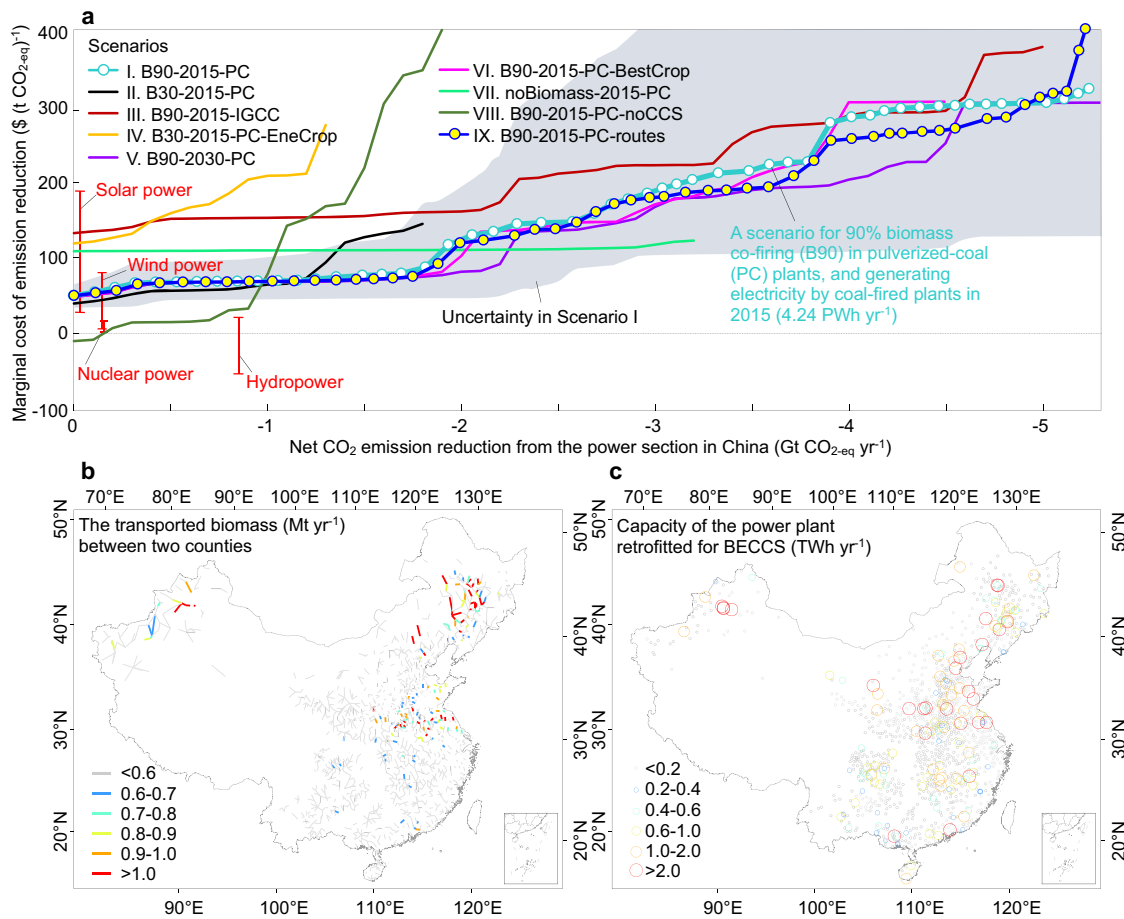 a
Marginal cost of emission reduction ($ (t CO2-eq)-1)
400
300
200
100
0
-100
Scenarios
I. B90-2015-PC
II. B30-2015-PC
III. B90-2015-IGCC
IV. B30-2015-PC-EneCrop
V. B90-2030-PC
VI. B90-2015-PC-BestCrop
VII. noBiomass-2015-PC
VIII. B90-2015-PC-noCCS
IX. B90-2015-PC-routes
Solar power
Wind power
Nuclear power
Hydropower
Uncertainty in Scenario I
A scenario for 90% biomass
co-firing (B90) in pulverized-coal
(PC) plants, and generating
electricity by coal-fired plants in
2015 (4.24 PWh yr-1)
0 -1 -2 -3 -4 -5
Net CO2 emission reduction from the power section in China (Gt CO2-eq yr-1)
b
70°E 80°E 90°E 100°E 110°E 120°E 130°E
50°N
40°N
30°N
20°N
The transported biomass (Mt yr-1)
between two counties
<0.6
0.6-0.7
0.7-0.8
0.8-0.9
0.9-1.0
>1.0
50°N
40°N
30°N
20°N
90°E 100°E 110°E 120°E
c
70°E 80°E 90°E 100°E 110°E 120°E 130°E
50°N
40°N
30°N
20°N
Capacity of the power plant
retrofitted for BECCS (TWh yr-1)
<0.2
0.2-0.4
0.4-0.6
0.6-1.0
1.0-2.0
>2.0
50°N
40°N
30°N
20°N
90°E 100°E 110°E 120°E